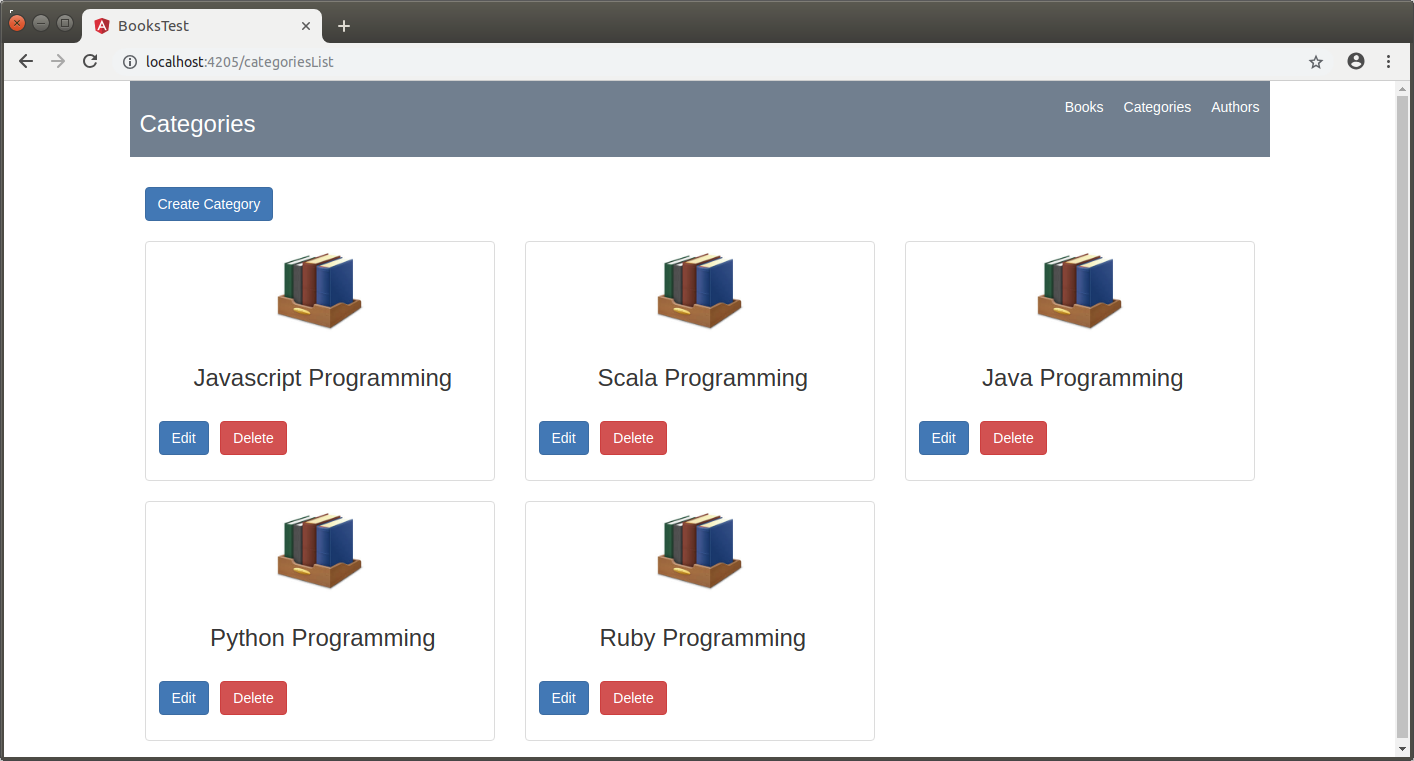 BooksTest
localhost:4205/categoriesList
Categories
Books Categories Authors
Create Category
Javascript Programming
Edit Delete
Scala Programming
Edit Delete
Java Programming
Edit Delete
Python Programming
Edit Delete
Ruby Programming
Edit Delete